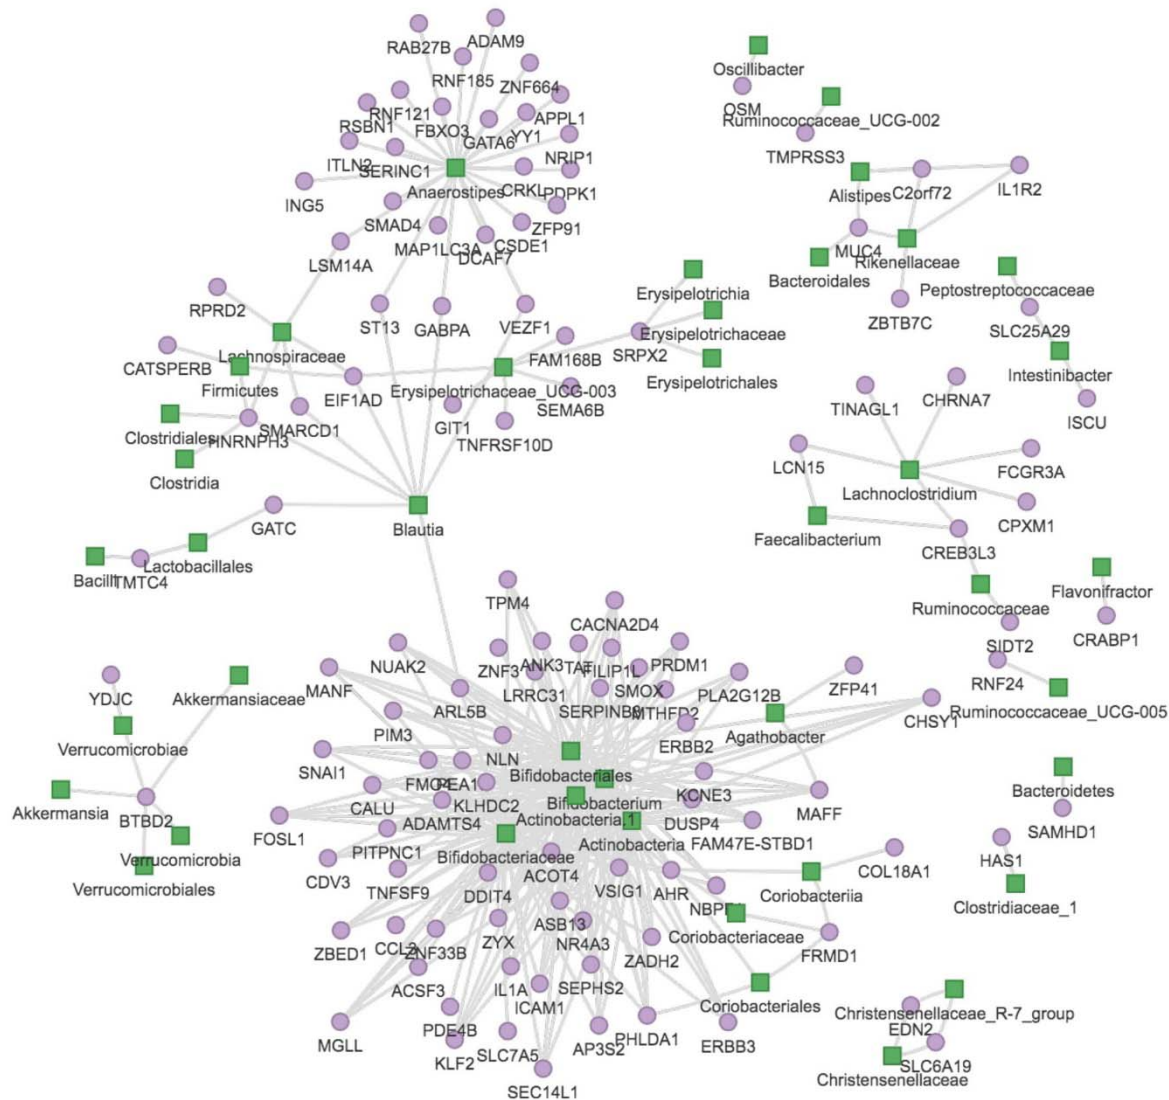 ADAM9
RAB27B
RNF185
ZNF664
RNF121
APPL1
RSBN1
FBXO3
YY1
GATA6
NRIP1
ITLN2
SERINC1
Anaerostipes
CRKL
PDPK1
ING5
SMAD4
ZFP91
MAP1LC3A
CSDE1
DCAF7
LSM14A
RPRD2
ST13
GABPA
VEZF1
Lachnospiraceae
CATSPERB
Firmicutes
EIF1AD
Erysipelotrichaceae_UCG-003
FAM168B
SRPX2
Erysipelotrichia
Erysipelotrichaceae
Erysipelotrichales
SEMA6B
GIT1
TNFRSF10D
Clostridiales
HNRNPH3
SMARCD1
Clostridia
GATC
Blautia
Lactobacillales
Bacilli
TMTC4
Oscillibacter
OSM
Ruminococcaceae_UCG-002
TMPRSS3
Alistipes
C2orf72
IL1R2
MUC4
Rikenellaceae
Bacteroidales
ZBTB7C
Peptostreptococcaceae
SLC25A29
Intestinibacter
ISCU
TINAGL1
CHRNA7
LCN15
FCGR3A
Lachnoclostridium
CPXM1
Faecalibacterium
CREB3L3
Ruminococcaceae
SIDT2
Flavonifractor
CRABP1
RNF24
Ruminococcaceae_UCG-005
YDJC
Akkermansiaceae
Verrucomicrobiae
Akkermansia
BTBD2
Verrucomicrobia
Verrucomicrobiales
TPM4
CACNA2D4
NUAK2
ZNF3
ANK3
TAT
FILIP1L
PRDM1
MANF
LRRC31
SMOX
PLA2G12B
ZFP41
ARL5B
SERPINB8
MTHFD2
CHSY1
PIM3
ERBB2
Agathobacter
SNAI1
NLN
Bifidobacteriales
FMO4
PEA1
KCNE3
CALU
KLHDC2
Bifidobacterium
MAFF
FOSL1
ADAMTS4
Actinobacteria.1
DUSP4
PITPNC1
Bifidobacteriaceae
Actinobacteria
FAM47E-STBD1
CDV3
ACOT4
COL18A1
TNFSF9
DDIT4
VSIG1
AHR
Coriobacteriia
ASB13
Coriobacteriaceae
ZBED1
CCL2
ZNF33B
ZYX
NR4A3
FRMD1
ZADH2
ACSF3
IL1A
SEPHS2
ICAM1
Coriobacteriales
PDE4B
MGLL
KLF2
SLC7A5
AP3S2
PHLDA1
ERBB3
SEC14L1
Bacteroidetes
SAMHD1
HAS1
Clostridiaceae_1
Christensenellaceae_R-7_group
EDN2
SLC6A19
Christensenellaceae